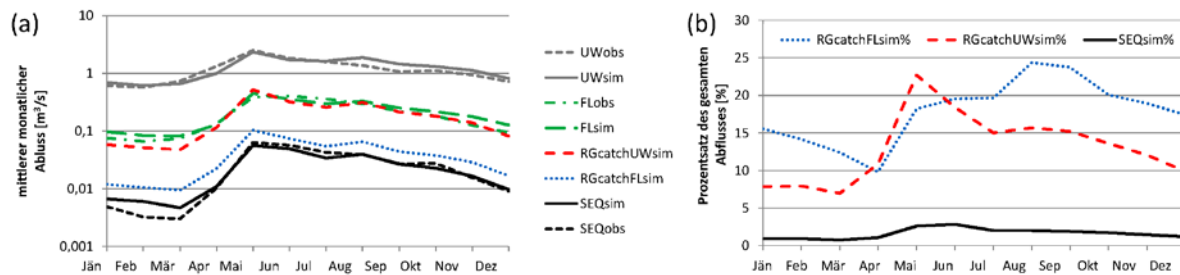 (a)
mittlerer monatlicher
Abluss [m³/s]
10
1
0,1
0,01
0,001
Jän Feb Mär Apr Mai Jun Jul Aug Sep Okt Nov Dez
UWobs
UWsim
FLobs
FLsim
RGcatchUWsim
RGcatchFLsim
SEQsim
SEQobs
(b)
Prozentsatz des gesamten
Abflusses [%]
30
25
20
15
10
5
0
RGcatchFLsim%
RGcatchUWsim%
SEQsim%
Jän Feb Mär Apr Mai Jun Jul Aug Sep Okt Nov Dez